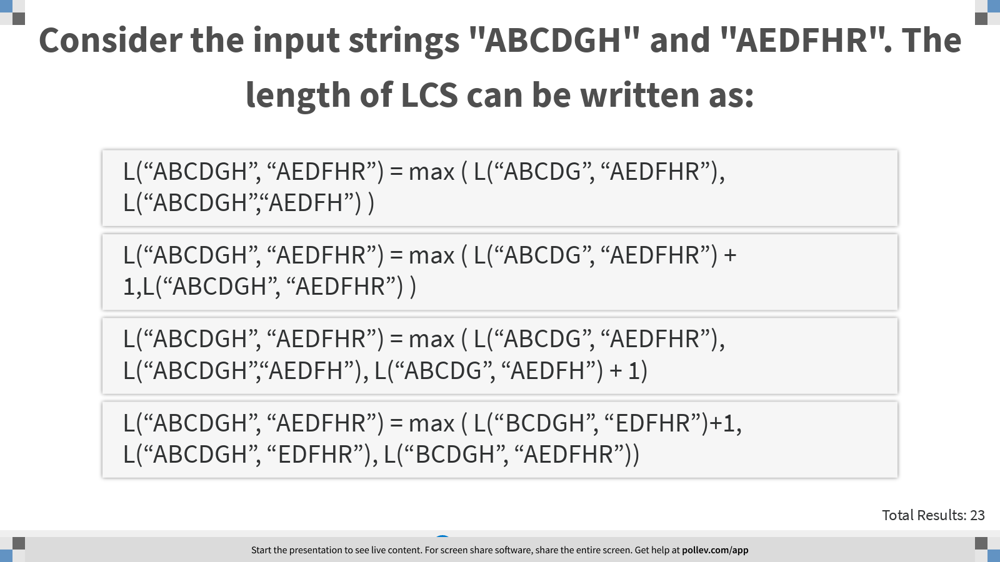 Consider the input strings "ABCDGH" and "AEDFHR". The
length of LCS can be written as:
L(“ABCDGH”, “AEDFHR”) = max ( L(“ABCDG”, “AEDFHR”),
L(“ABCDGH”,“AEDFH”) )
L(“ABCDGH”, “AEDFHR”) = max ( L(“ABCDG”, “AEDFHR”) +
1,L(“ABCDGH”, “AEDFHR”) )
L(“ABCDGH”, “AEDFHR”) = max ( L(“ABCDG”, “AEDFHR”),
L(“ABCDGH”,“AEDFH”), L(“ABCDG”, “AEDFH”) + 1)
L(“ABCDGH”, “AEDFHR”) = max ( L(“BCDGH”, “EDFHR”)+1,
L(“ABCDGH”, “EDFHR”), L(“BCDGH”, “AEDFHR”))
Total Results: 23
Start the presentation to see live content. For screen share software, share the entire screen. Get help at pollev.com/app